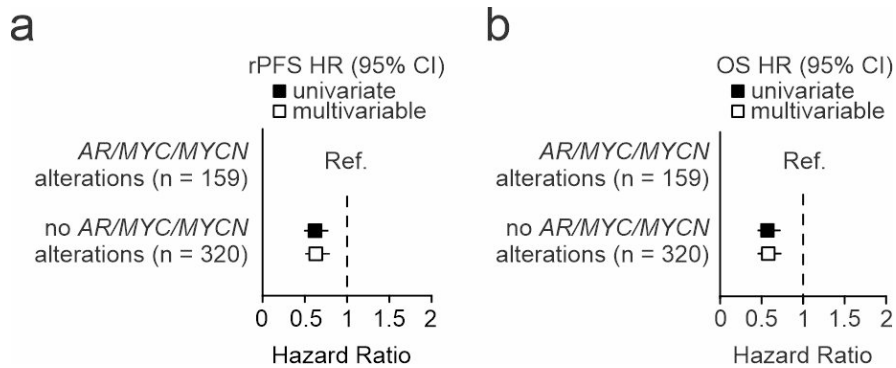 a
rPFS HR (95% CI)
univariate
multivariable
AR/MYC/MYCN
alterations (n = 159)
Ref.
no AR/MYC/MYCN
alterations (n = 320)
0 0.5 1 1.5 2
Hazard Ratio
b
OS HR (95% CI)
univariate
multivariable
AR/MYC/MYCN
alterations (n = 159)
Ref.
no AR/MYC/MYCN
alterations (n = 320)
0 0.5 1 1.5 2
Hazard Ratio